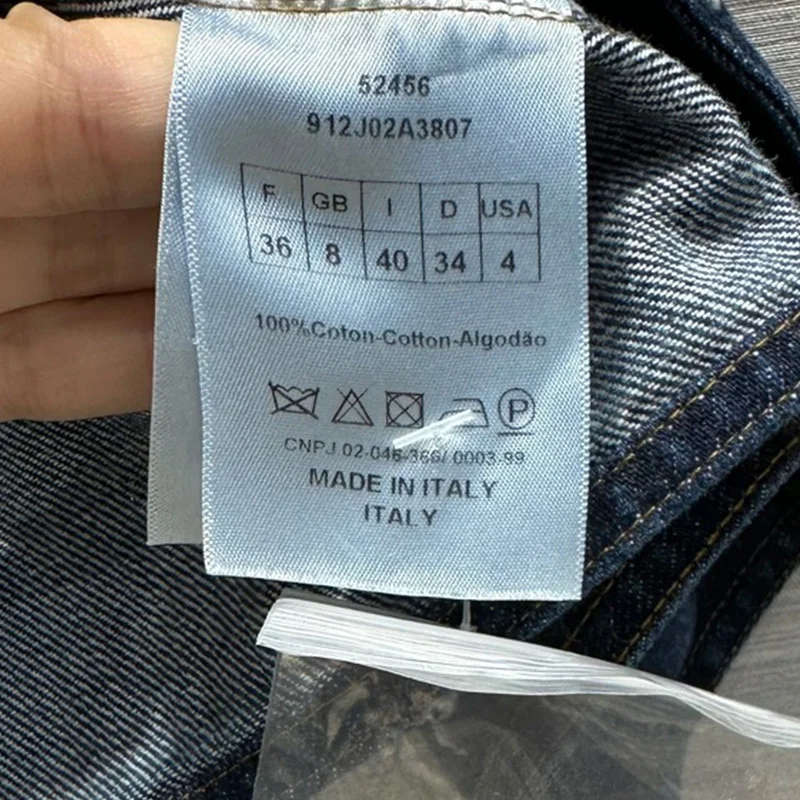 52456
912J02A3807
F GB I D USA
36 8 40 34 4
100%Coton-Cotton-Algodão
P
CNPJ 02-046-366/ 0003-99
MADE IN ITALY
ITALY